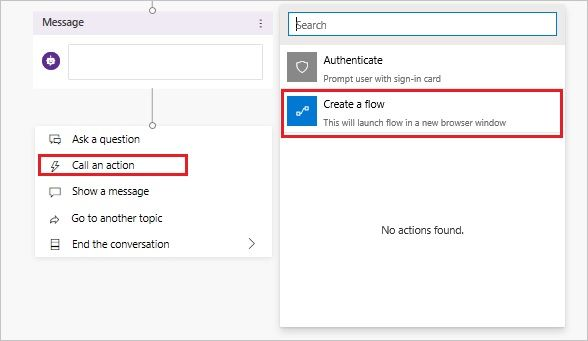 Message
Ask a question
Call an action
Show a message
Go to another topic
End the conversation
Search
Authenticate
Prompt user with sign-in card
Create a flow
This will launch flow in a new browser window
No actions found.